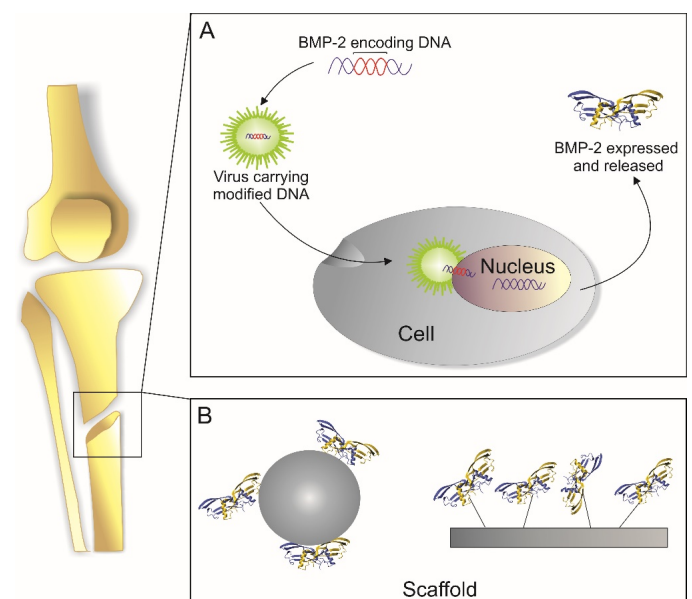 A
BMP-2 encoding DNA
Virus carrying
modified DNA
BMP-2 expressed
and released
Nucleus
Cell
B
Scaffold